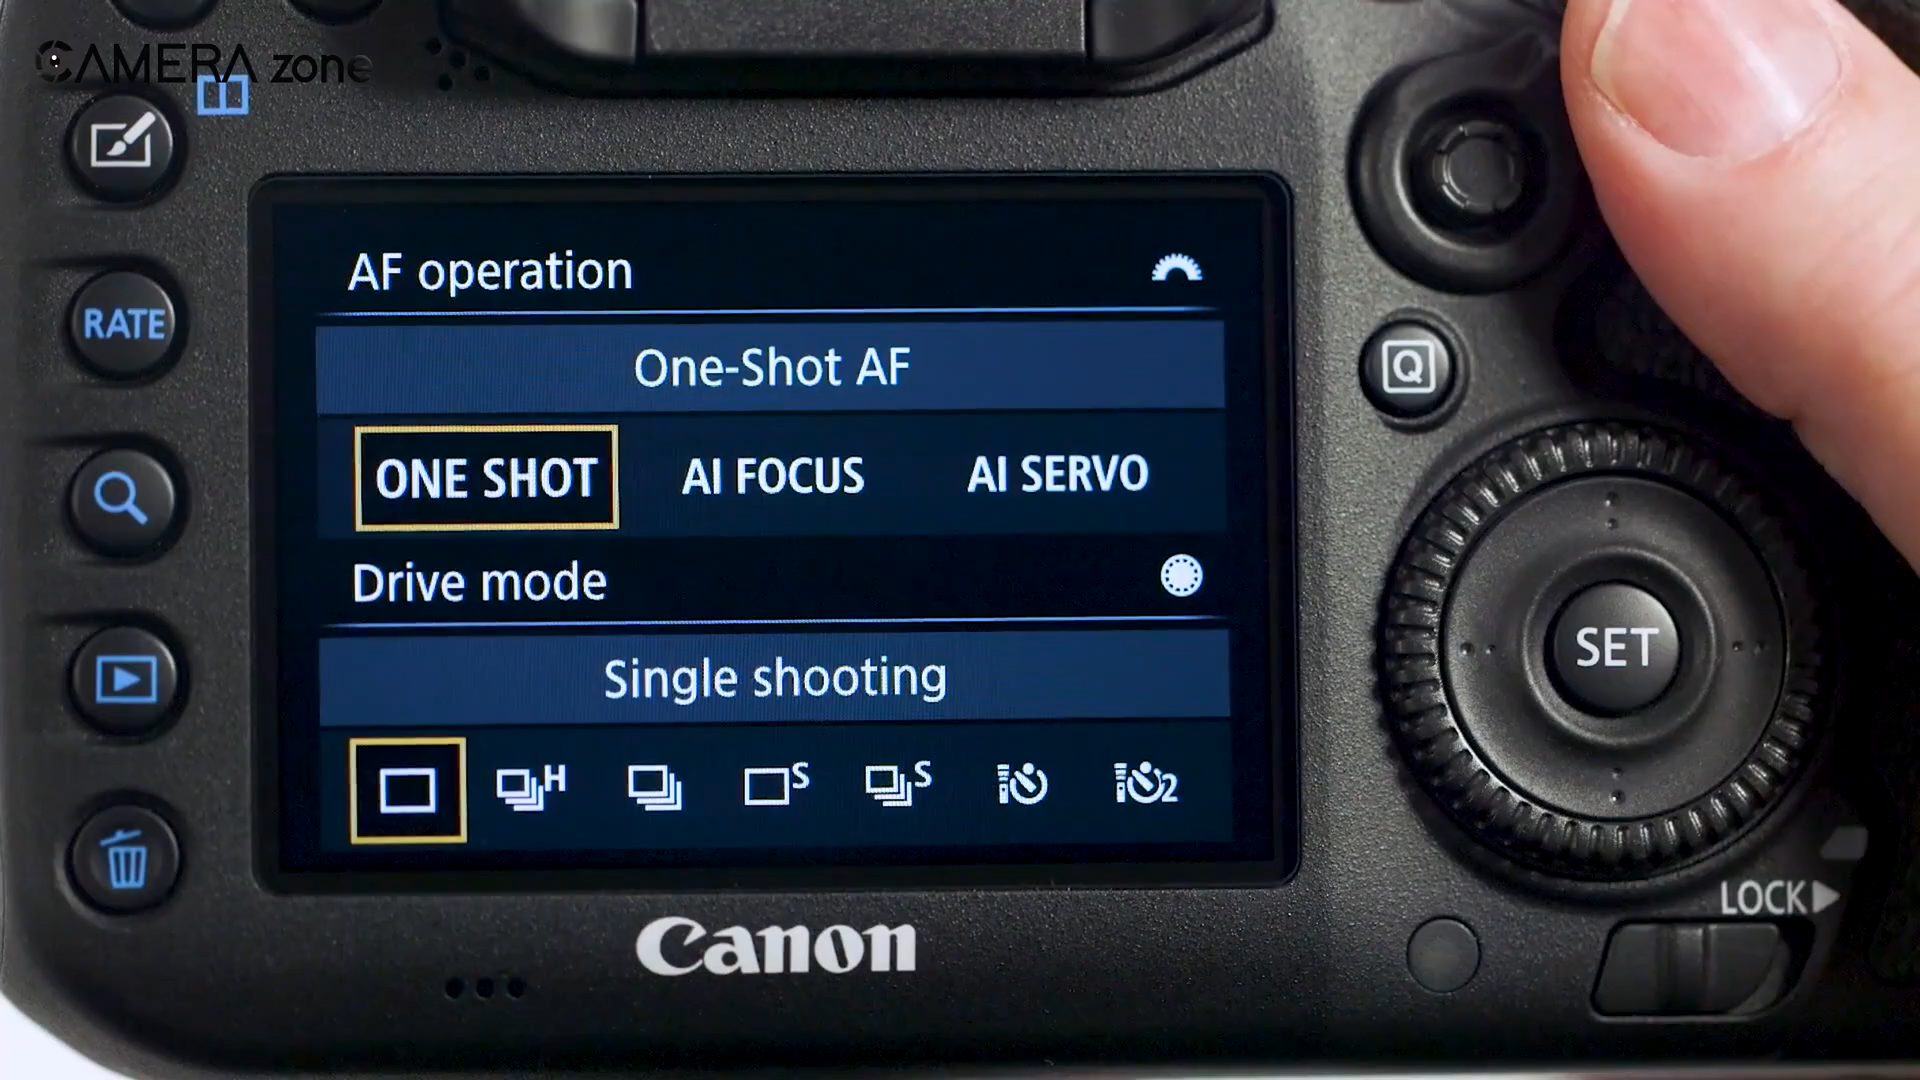 CAMERA zone
AF operation
One-Shot AF
ONE SHOT AI FOCUS AI SERVO
Drive mode
Single shooting
H S S 2
RATE
Q
SET
LOCK
Canon